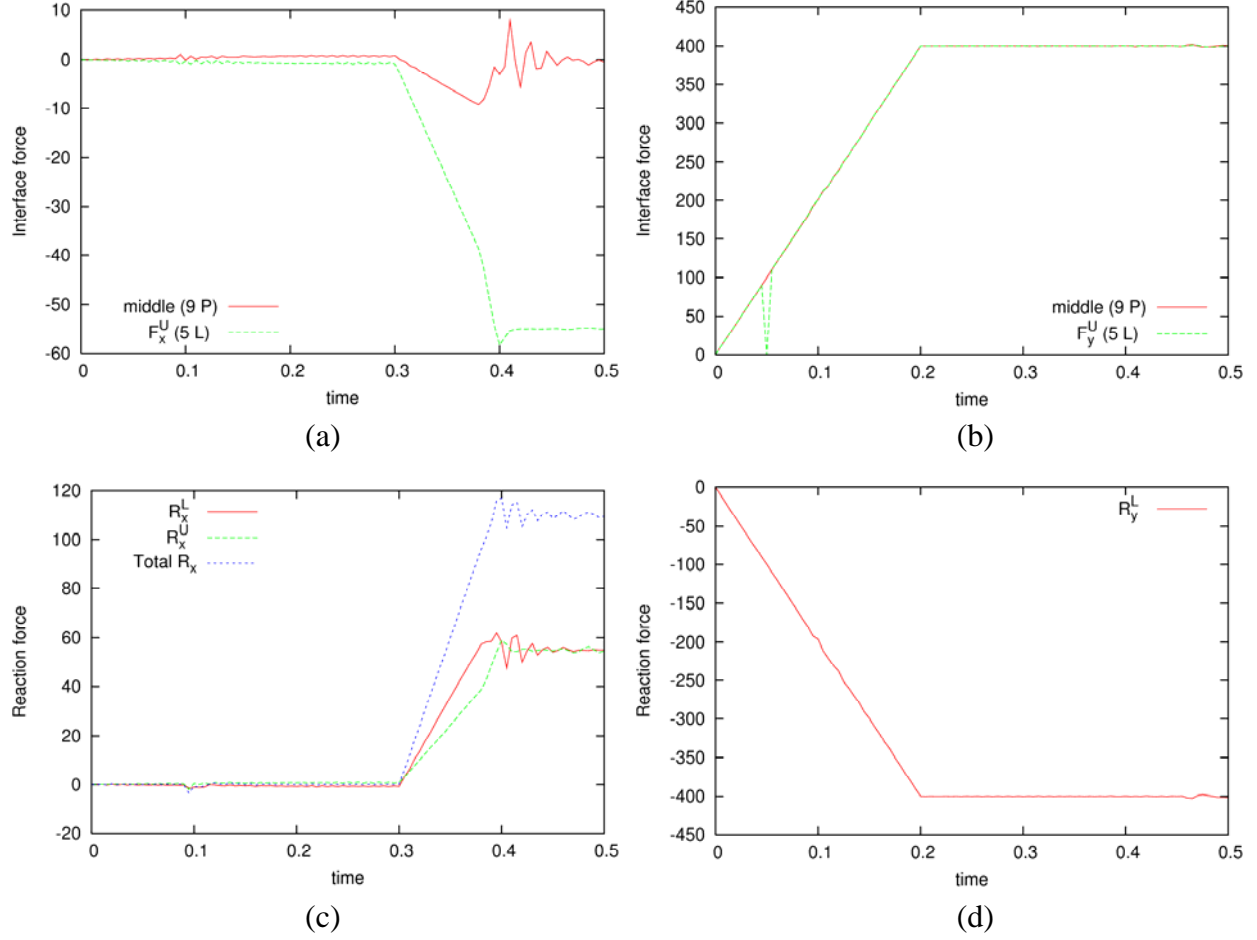 10
0
-10
-20
-30
-40
-50
-60
Interface force
middle (9 P)
F_x^U (5 L)
0 0.1 0.2 0.3 0.4 0.5
time
(a)
450
400
350
300
250
200
150
100
50
0
Interface force
middle (9 P)
F_y^U (5 L)
0 0.1 0.2 0.3 0.4 0.5
time
(b)
120
100
80
60
40
20
0
-20
Reaction force
R_x^L
R_x^U
Total R_x
0 0.1 0.2 0.3 0.4 0.5
time
(c)
0
-50
-100
-150
-200
-250
-300
-350
-400
-450
Reaction force
R_y^L
0 0.1 0.2 0.3 0.4 0.5
time
(d)